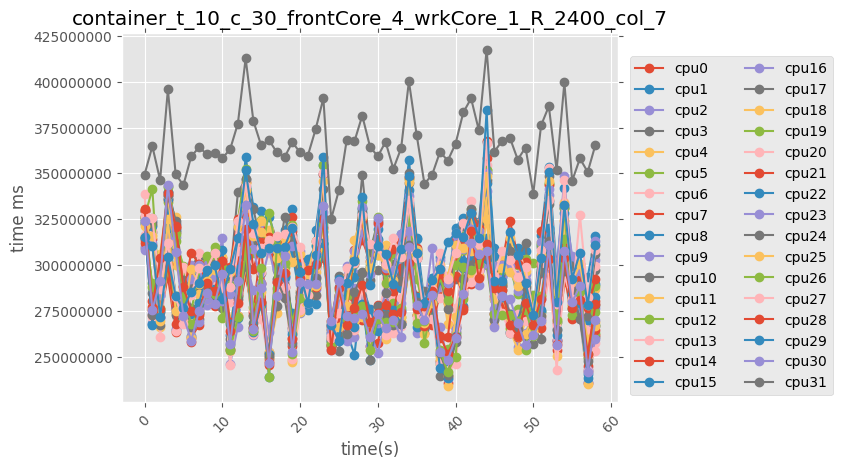 container_t_10_c_30_frontCore_4_wrkCore_1_R_2400_col_7
425000000
400000000
375000000
350000000
325000000
300000000
275000000
250000000
time ms
0
10
20
30
40
50
60
time(s)
cpu0
cpu1
cpu2
cpu3
cpu4
cpu5
cpu6
cpu7
cpu8
cpu9
cpu10
cpu11
cpu12
cpu13
cpu14
cpu15
cpu16
cpu17
cpu18
cpu19
cpu20
cpu21
cpu22
cpu23
cpu24
cpu25
cpu26
cpu27
cpu28
cpu29
cpu30
cpu31